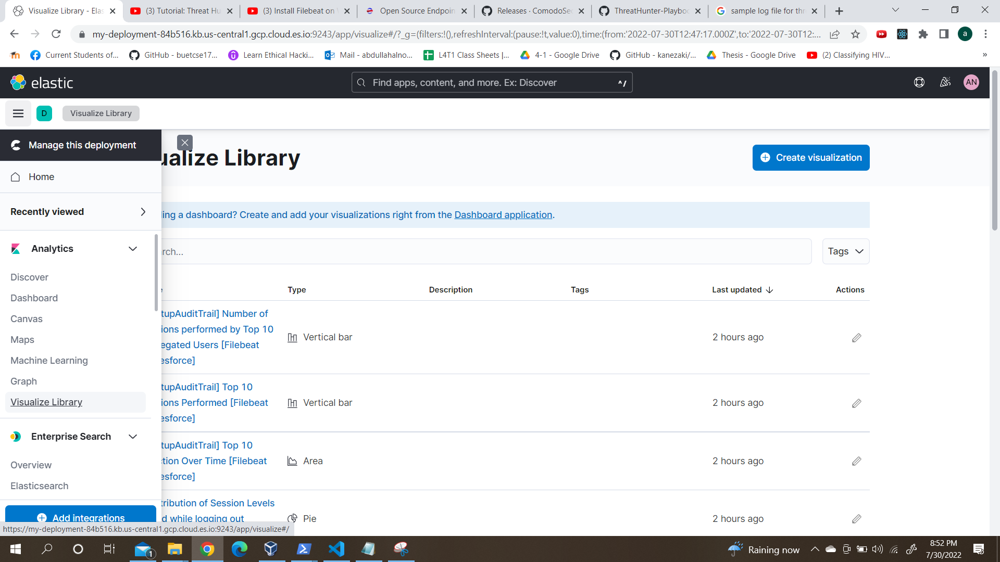 Visualize Library - Elas
(3) Tutorial: Threat Hu
(3) Install Filebeat on
Open Source Endpoin
Releases · ComodoSec
ThreatHunter-Playboo
sample log file for thr
my-deployment-84b516.kb.us-central1.gcp.cloud.es.io:9243/app/visualize#/?_g=(filters:!(),refreshInterval:(pause:!t,value:0),time:(from:'2022-07-30T12:47:17.000Z',to:'2022-07-30T12:...
a
Current Students of...
GitHub - buetcse17...
Learn Ethical Hacki...
Mail - abdullahalno...
L4T1 Class Sheets |...
4-1 - Google Drive
GitHub - kanezaki/...
Thesis - Google Drive
(2) Classifying HIV...
»
elastic
Find apps, content, and more. Ex: Discover
^/
AN
D
Visualize Library
Manage this deployment
ualize Library
Create visualization
Home
Recently viewed
ling a dashboard? Create and add your visualizations right from the Dashboard application.
Analytics
rch...
Tags
Discover
Dashboard
Canvas
Maps
Machine Learning
Graph
Visualize Library
Enterprise Search
Overview
Elasticsearch
Add integrations
e
Type
Description
Tags
Last updated
Actions
tupAuditTrail] Number of
ions performed by Top 10
egated Users [Filebeat
esforce]
Vertical bar
2 hours ago
tupAuditTrail] Top 10
ions Performed [Filebeat
esforce]
Vertical bar
2 hours ago
tupAuditTrail] Top 10
ction Over Time [Filebeat
esforce]
Area
2 hours ago
tribution of Session Levels
d while logging out
Pie
2 hours ago
https://my-deployment-84b516.kb.us-central1.gcp.cloud.es.io:9243/app/visualize#/
1
Raining now
8:52 PM
7/30/2022